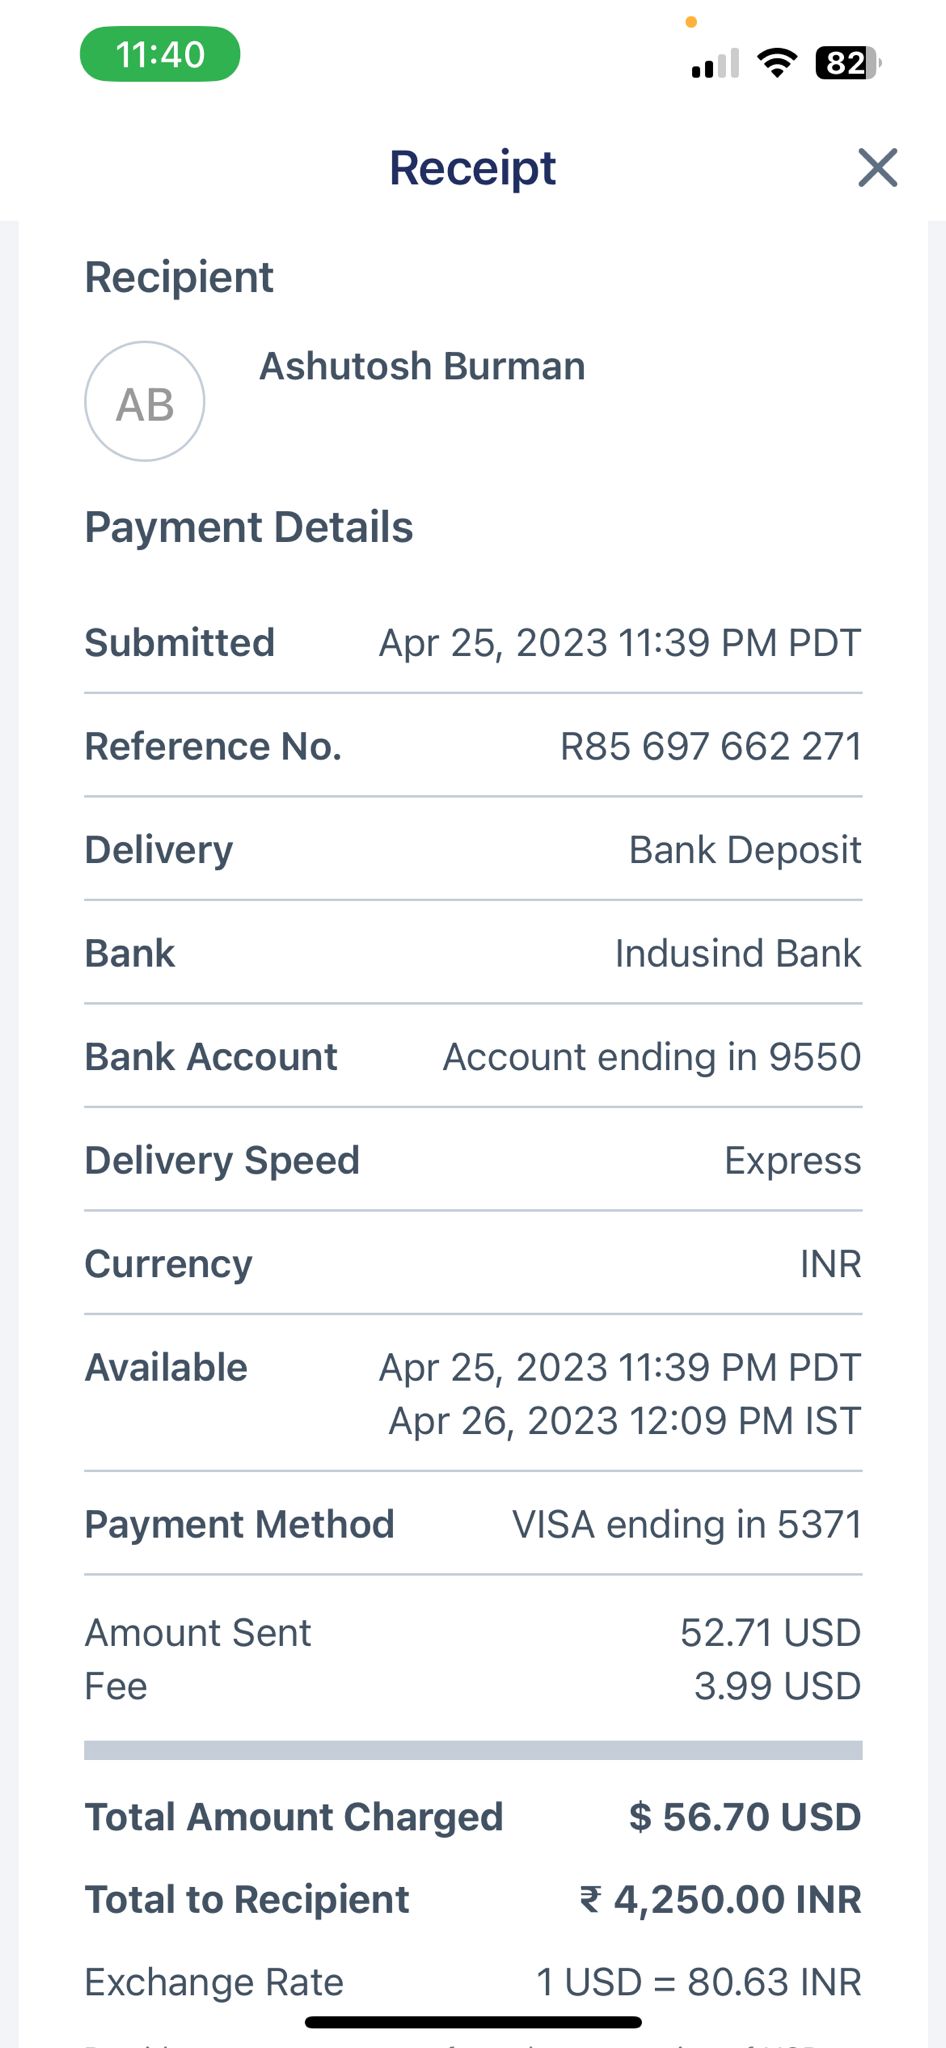 11:40
82
Receipt
Recipient
AB
Ashutosh Burman
Payment Details
Submitted Apr 25, 2023 11:39 PM PDT
Reference No. R85 697 662 271
Delivery Bank Deposit
Bank Indusind Bank
Bank Account Account ending in 9550
Delivery Speed Express
Currency INR
Available Apr 25, 2023 11:39 PM PDT
Apr 26, 2023 12:09 PM IST
Payment Method VISA ending in 5371
Amount Sent 52.71 USD
Fee 3.99 USD
Total Amount Charged $ 56.70 USD
Total to Recipient ₹ 4,250.00 INR
Exchange Rate 1 USD = 80.63 INR